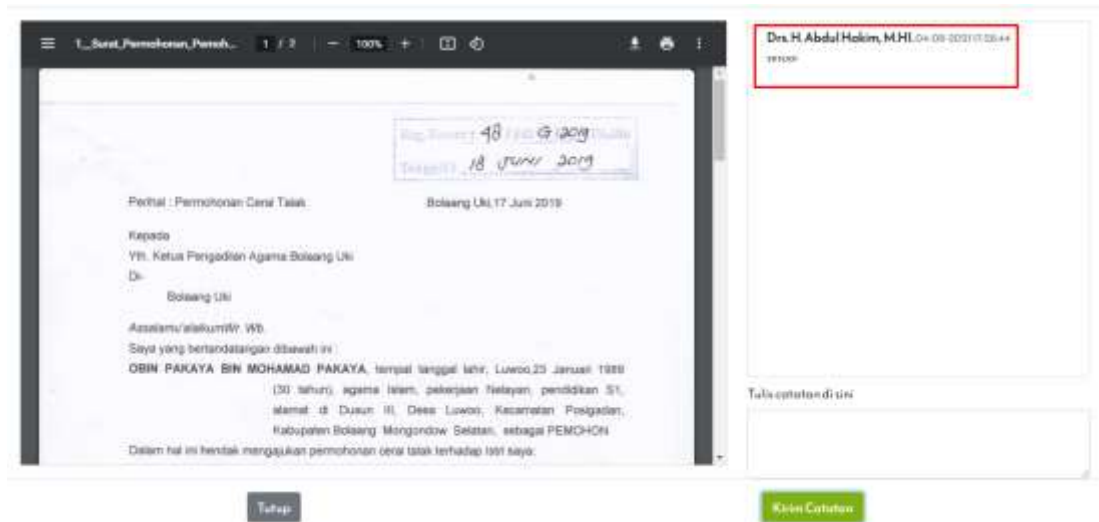 1._Surat_Permohonan_Pemoh... 1 / 2 | — 100% +
48 G 2019
18 Juni 2019
Perihal : Permohonan Cerai Talak Bolaang Uki,17 Juni 2019
Kepada
Yth. Ketua Pengadilan Agama Bolaang Uki
Di-
Bolaang Uki
Assalamu'alaikumWr. Wb.
Saya yang bertandatangan dibawah ini :
OBIN PAKAYA BIN MOHAMAD PAKAYA, tempat tanggal lahir, Luwoo,23 Januari 1989
(30 tahun), agama Islam, pekerjaan Nelayan, pendidikan S1,
alamat di Dusun III, Desa Luwoo, Kecamatan Posigadan,
Kabupaten Bolaang Mongondow Selatan, sebagai PEMOHON
Dalam hal ini hendak mengajukan permohonan cerai talak terhadap istri saya:
Tutup
Drs. H. Abdul Hakim, M.HI.
sesuai
Tulis catatan di sini
Kirim Catatan